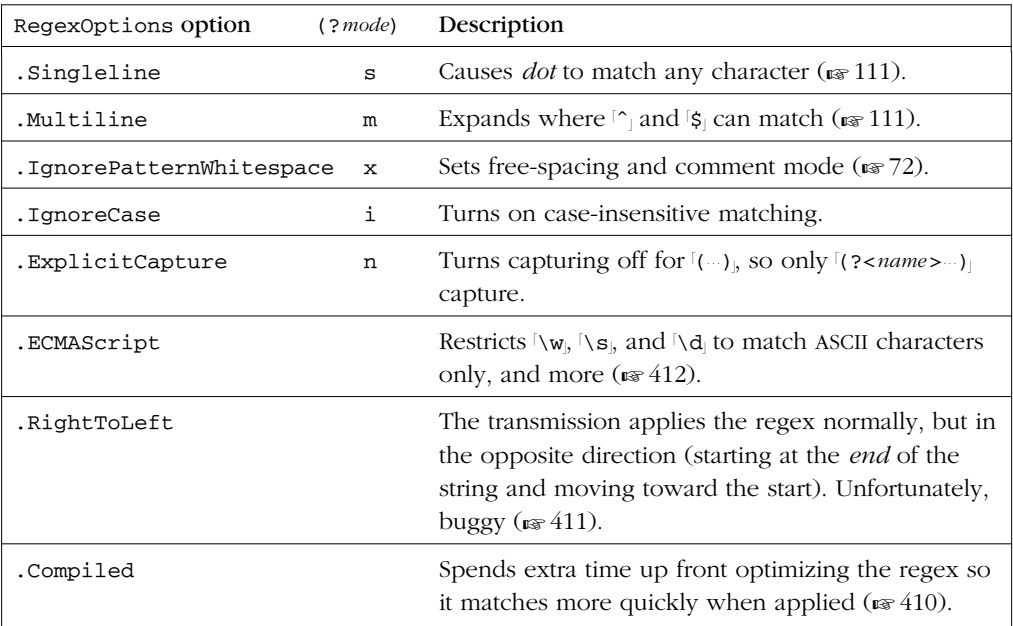 RegexOptions option (?mode) Description
.Singleline s Causes dot to match any character (☞ 111).
.Multiline m Expands where ⌈^⌋ and ⌈$⌋ can match (☞ 111).
.IgnorePatternWhitespace x Sets free-spacing and comment mode (☞ 72).
.IgnoreCase i Turns on case-insensitive matching.
.ExplicitCapture n Turns capturing off for ⌈(···)⌋, so only ⌈(?<name>···)⌋
capture.
.ECMAScript Restricts ⌈\w⌋, ⌈\s⌋, and ⌈\d⌋ to match ASCII characters
only, and more (☞ 412).
.RightToLeft The transmission applies the regex normally, but in
the opposite direction (starting at the end of the
string and moving toward the start). Unfortunately,
buggy (☞ 411).
.Compiled Spends extra time up front optimizing the regex so
it matches more quickly when applied (☞ 410).